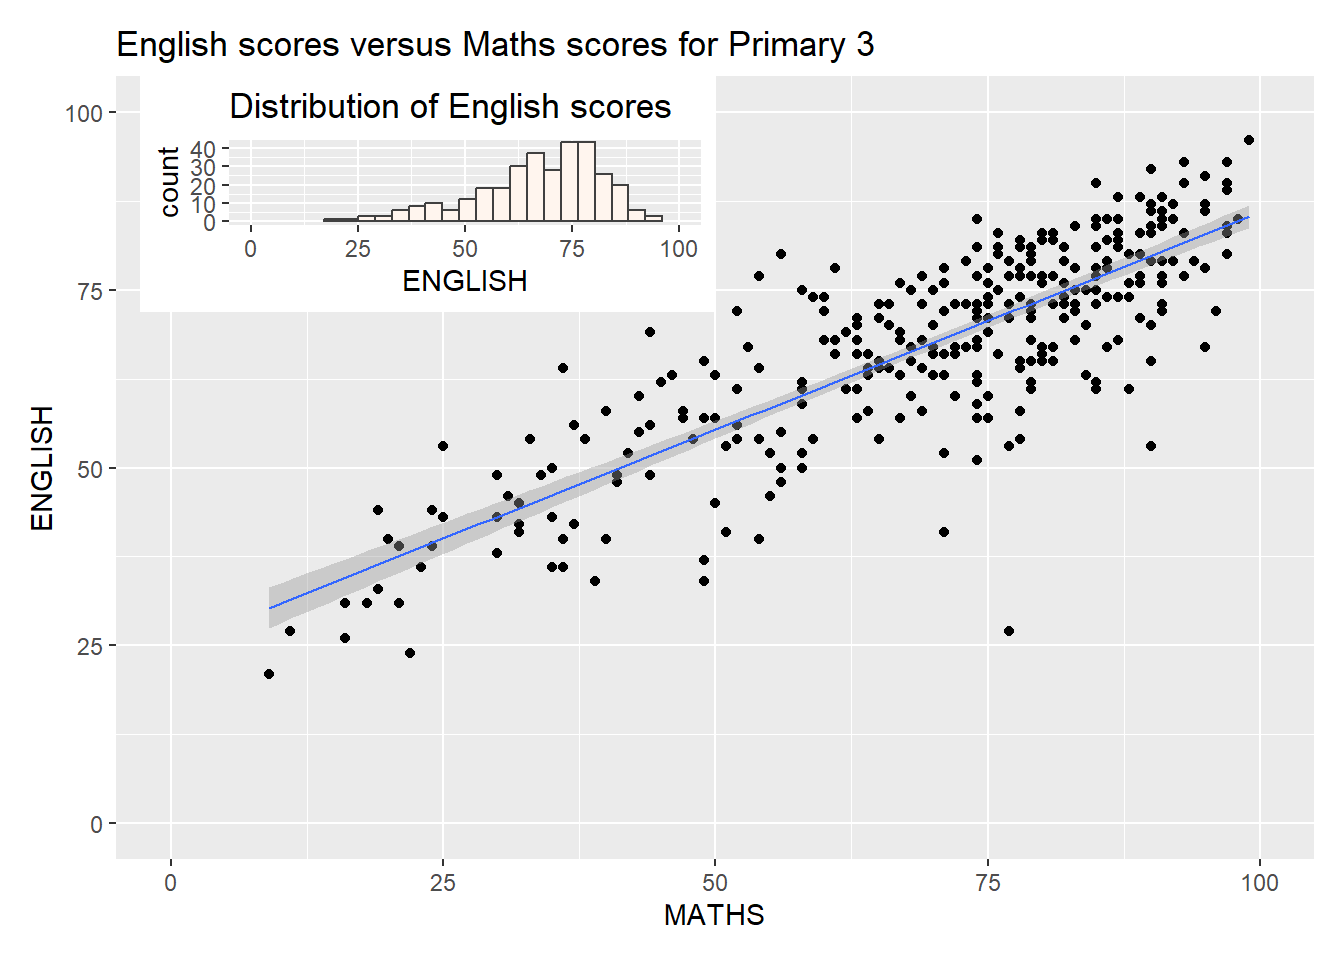 English scores versus Maths scores for Primary 3
Distribution of English scores
count
40
30
20
10
0
0 25 50 75 100
ENGLISH
ENGLISH
100
75
50
25
0
0 25 50 75 100
MATHS